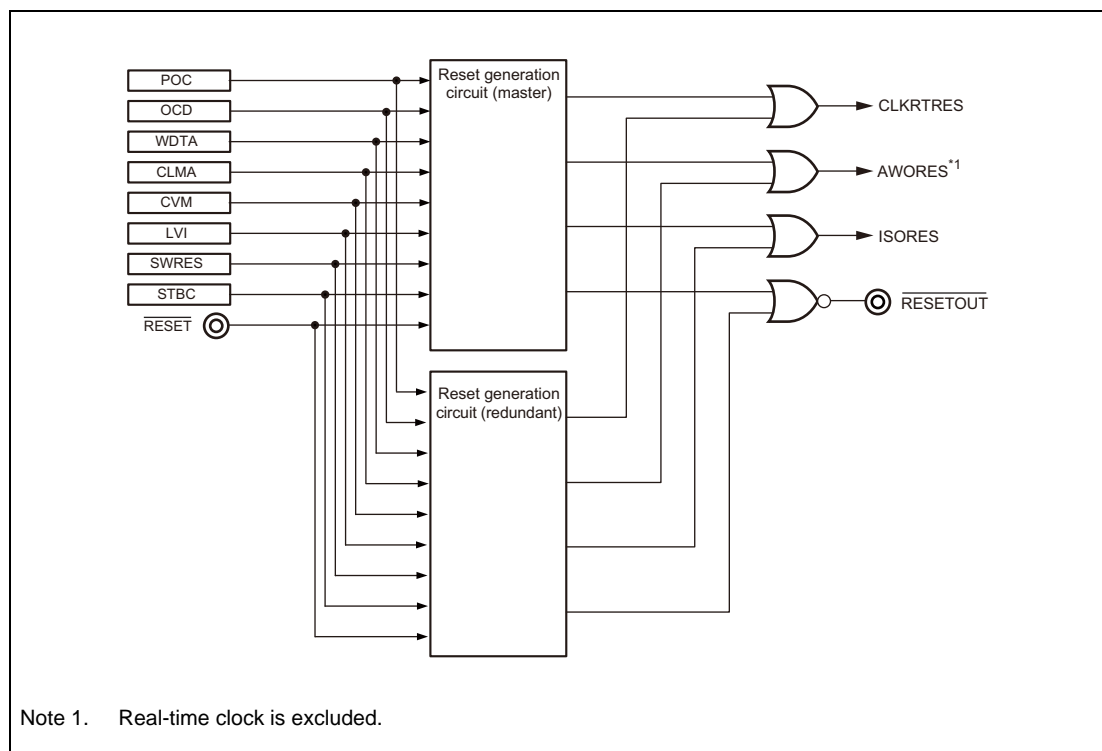 POC
OCD
WDTA
CLMA
CVM
LVI
SWRES
STBC
RESET
Reset generation
circuit (master)
Reset generation
circuit (redundant)
CLKRTRES
AWORES*1
ISORES
RESETOUT
Note 1. Real-time clock is excluded.